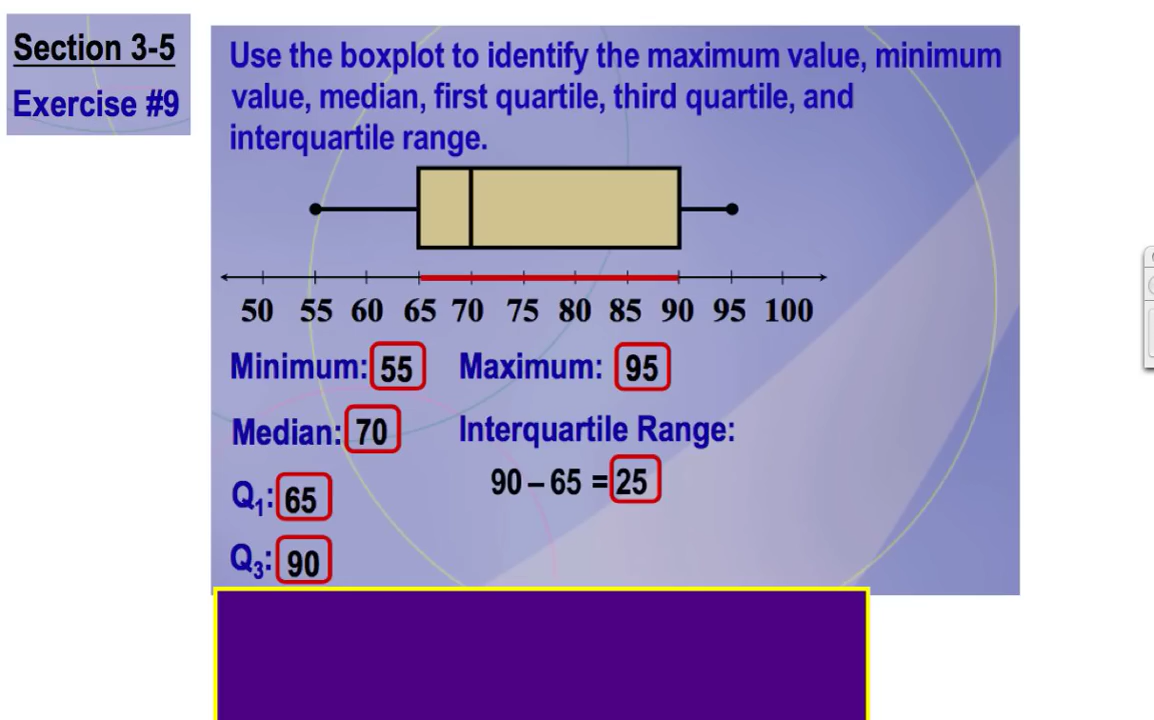 Section 3-5
Exercise #9
Use the boxplot to identify the maximum value, minimum
value, median, first quartile, third quartile, and
interquartile range.
50 55 60 65 70 75 80 85 90 95 100
Minimum: 55 Maximum: 95
Median: 70 Interquartile Range:
90 – 65 = 25
Q₁: 65
Q₃: 90